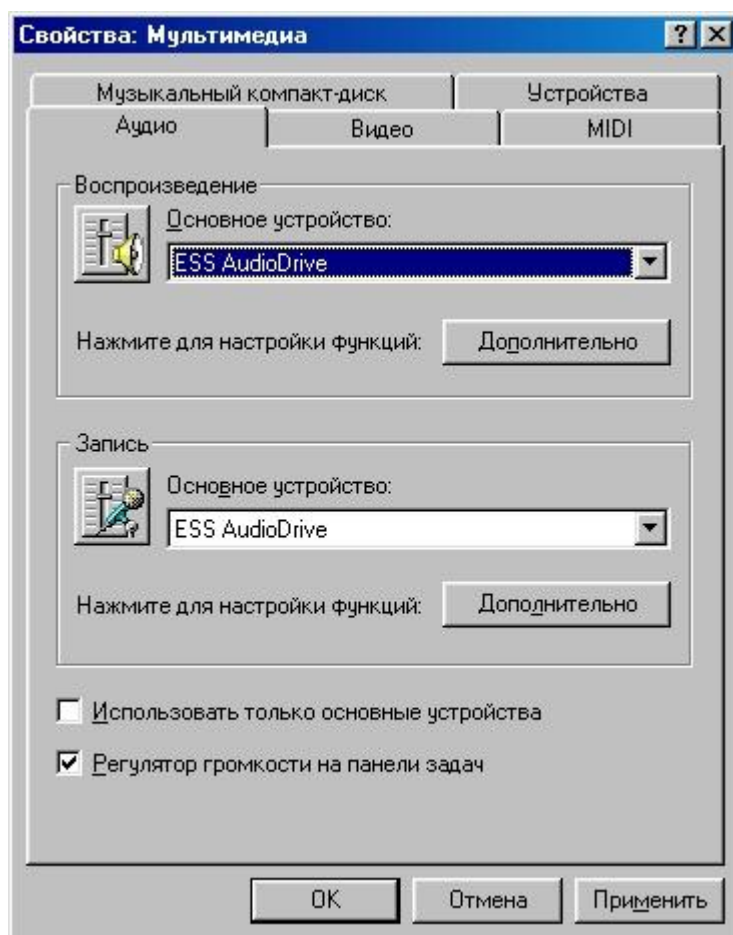 Свойства: Мультимедиа
Музыкальный компакт-диск
Устройства
Аудио
Видео
MIDI
Воспроизведение
Основное устройство:
ESS AudioDrive
Нажмите для настройки функций:
Дополнительно
Запись
Основное устройство:
ESS AudioDrive
Нажмите для настройки функций:
Дополнительно
Использовать только основные устройства
Регулятор громкости на панели задач
OK
Отмена
Применить